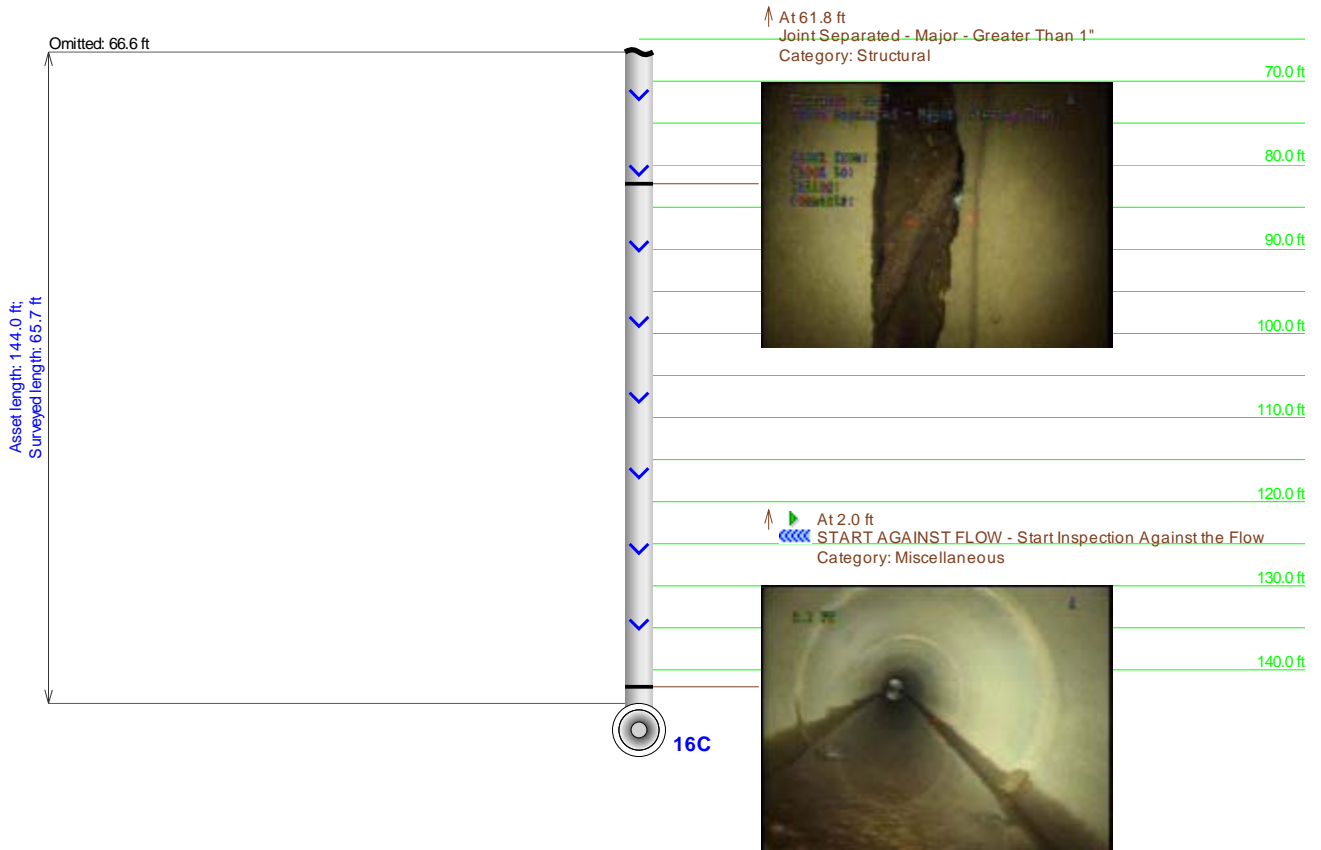 At 61.8 ft
Omitted: 66.6 ft
Joint Separated - Major - Greater Than 1"
Category: Structural
70.0 ft
80.0 ft
90.0 ft
Asset length: 144.0 ft;
Surveyed length: 65.7 ft
100.0 ft
110.0 ft
120.0 ft
At 2.0 ft
START AGAINST FLOW - Start Inspection Against the Flow
Category: Miscellaneous
130.0 ft
140.0 ft
16C